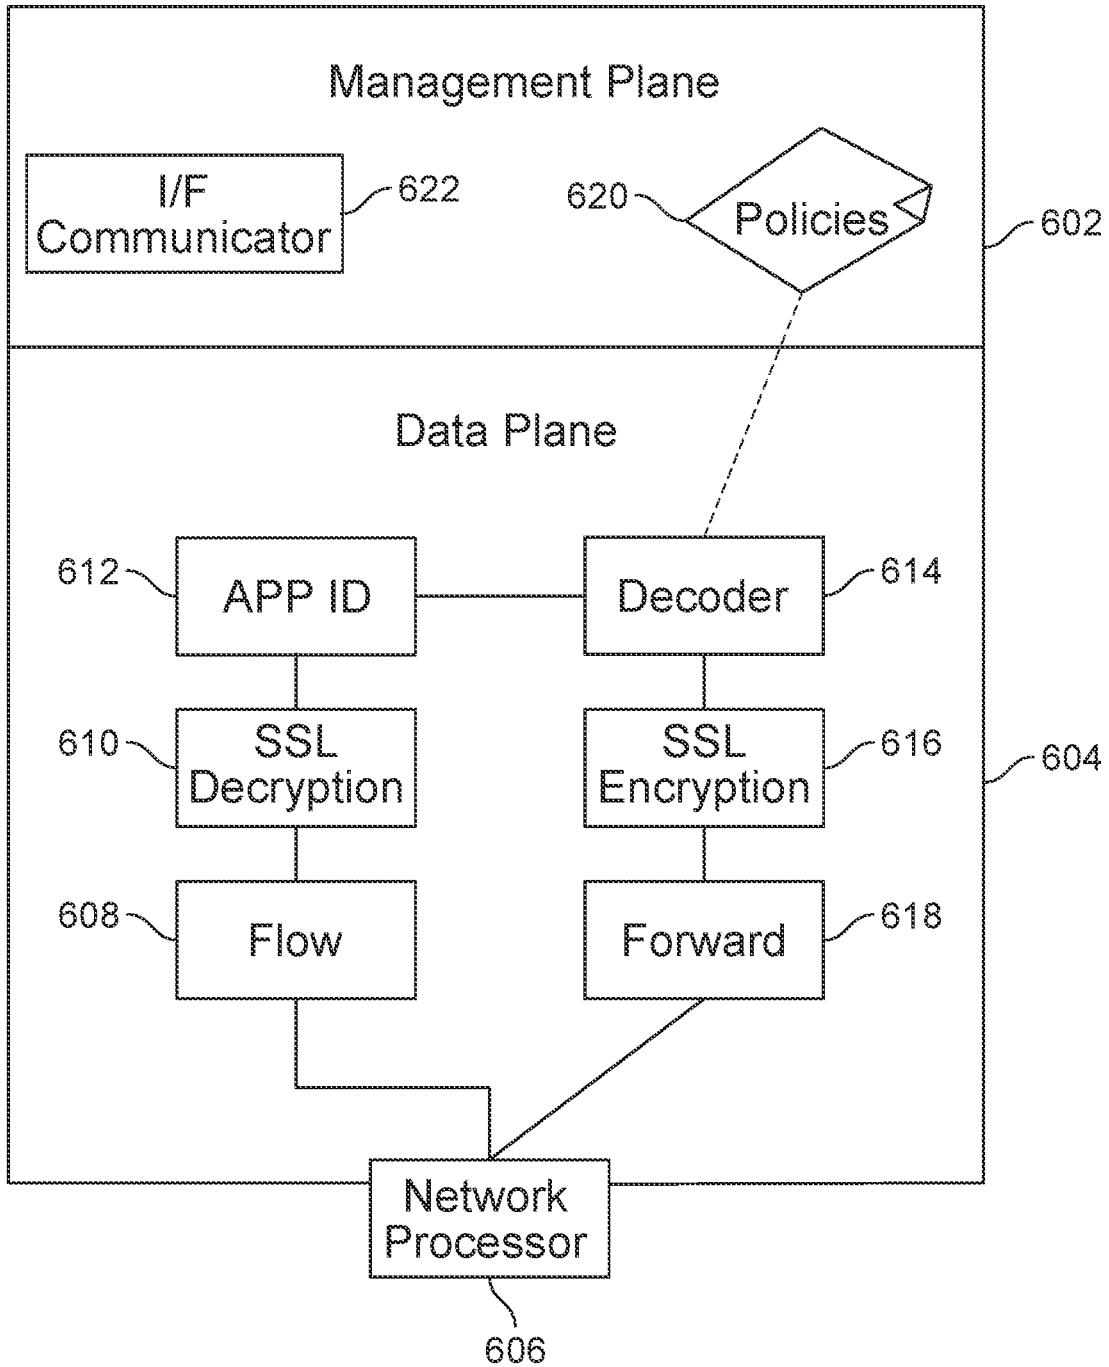 Management Plane
I/F
Communicator
622
620
Policies
602
Data Plane
612
APP ID
Decoder
614
610
SSL
Decryption
SSL
Encryption
616
604
608
Flow
Forward
618
Network
Processor
606